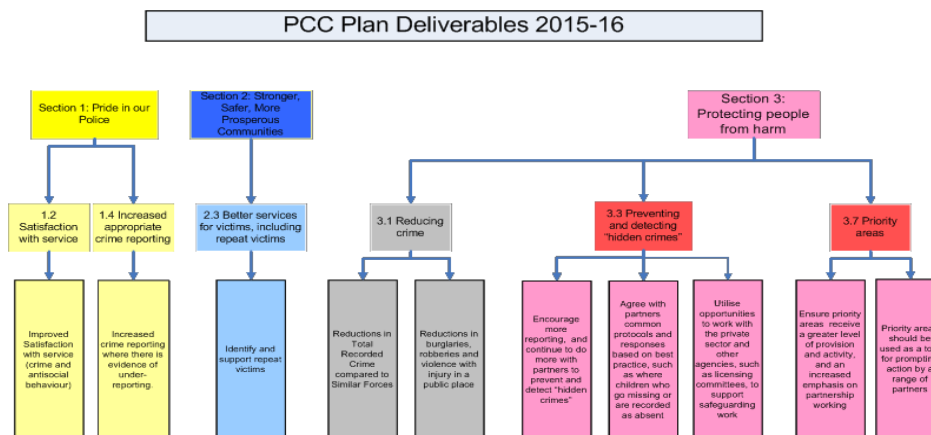 PCC Plan Deliverables 2015-16
Section 1: Pride in our
Police
Section 2: Stronger,
Safer, More
Prosperous
Communities
Section 3:
Protecting people
from harm
1.2
Satisfaction
with service
1.4 Increased
appropriate
crime reporting
2.3 Better services
for victims, including
repeat victims
3.1 Reducing
crime
3.3 Preventing
and detecting
“hidden crimes”
3.7 Priority
areas
Improved
Satisfaction
with service
(crime and
antisocial
behaviour)
Increased
crime reporting
where there is
evidence of
under-
reporting.
Identify and
support repeat
victims
Reductions in
Total
Recorded
Crime
compared to
Similar Forces
Reductions in
burglaries,
robberies and
violence with
injury in a
public place
Encourage
more
reporting, and
continue to do
more with
partners to
prevent and
detect “hidden
crimes”
Agree with
partners
common
protocols and
responses
based on best
practice, such
as where
children who
go missing or
are recorded
as absent
Utilise
opportunities
to work with
the private
sector and
other
agencies, such
as licensing
committees, to
support
safeguarding
work
Ensure priority
areas receive
a greater level
of provision
and activity,
and an
increased
emphasis on
partnership
working
Priority
should be
used as a
for
action by a
range of
partners